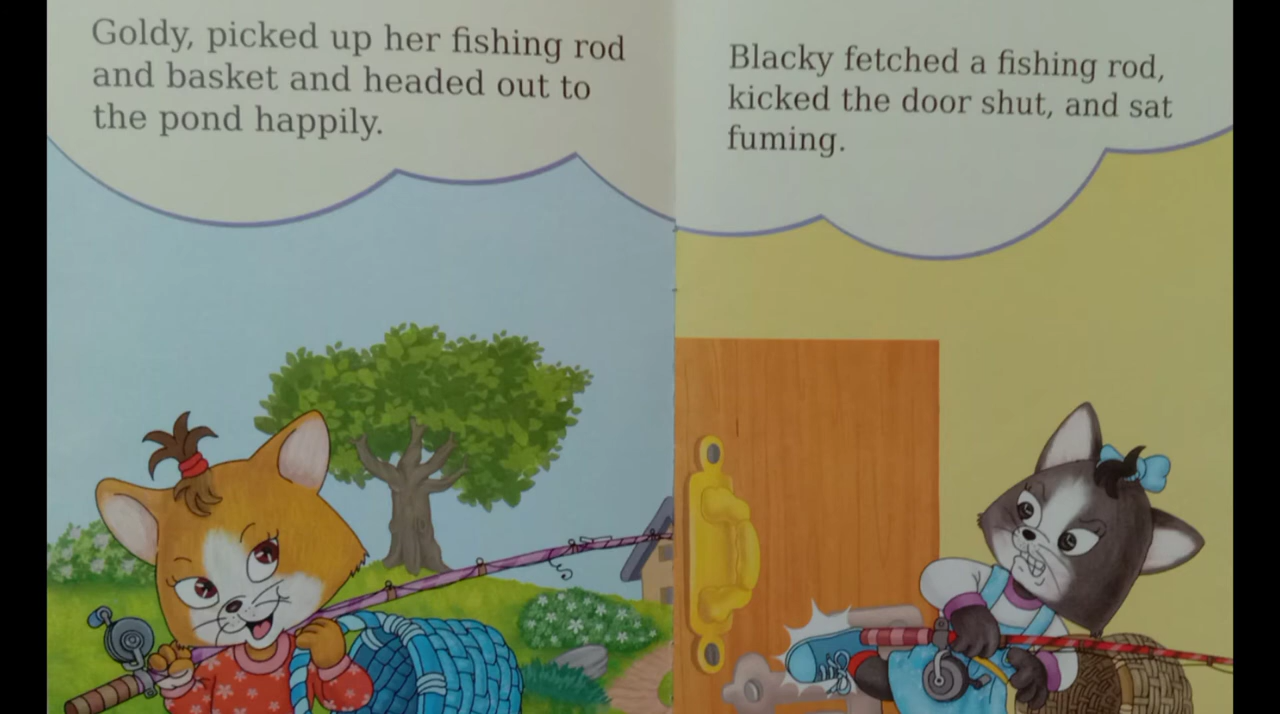 Goldy, picked up her fishing rod
and basket and headed out to
the pond happily.
Blacky fetched a fishing rod,
kicked the door shut, and sat
fuming.